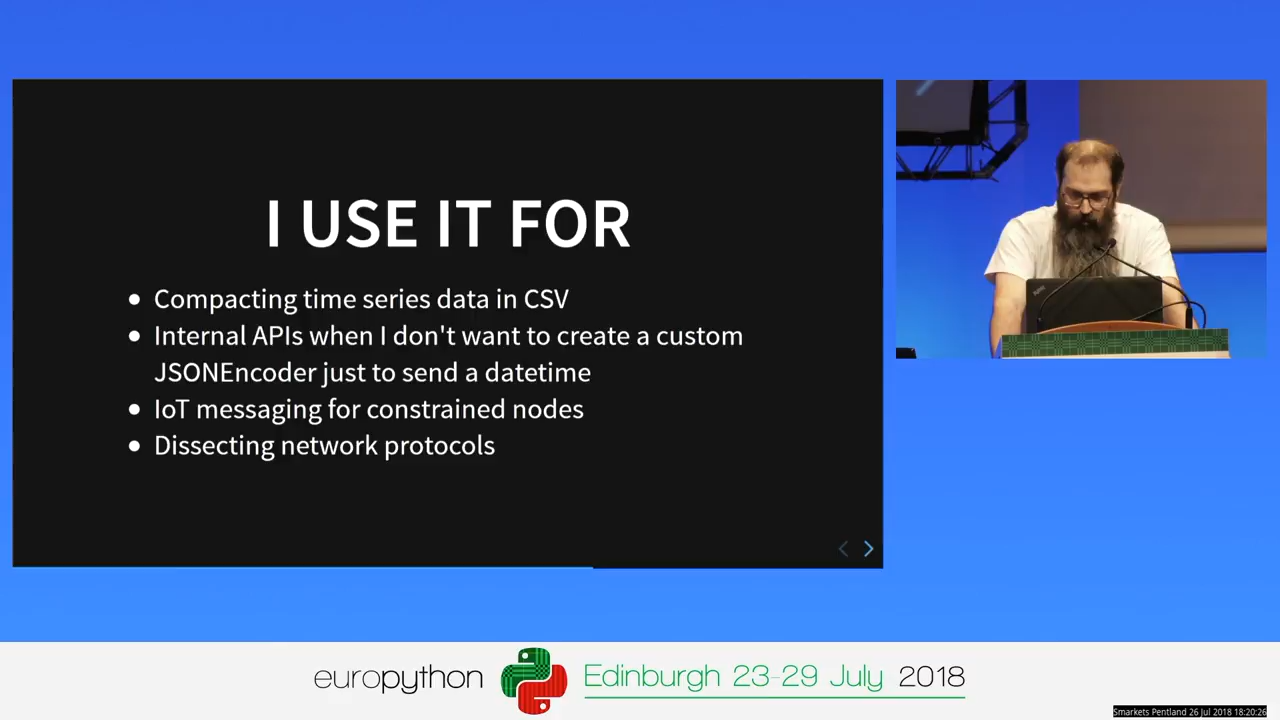 I USE IT FOR
Compacting time series data in CSV
Internal APIs when I don't want to create a custom
JSONEncoder just to send a datetime
IoT messaging for constrained nodes
Dissecting network protocols
europython Edinburgh 23-29 July 2018
Smarkets Pentland 26 Jul 2018 18:20:26